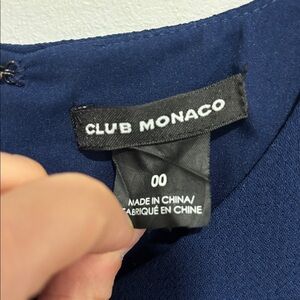 CLUB MONACO
00
MADE IN CHINA/
FABRIQUÉ EN CHINE